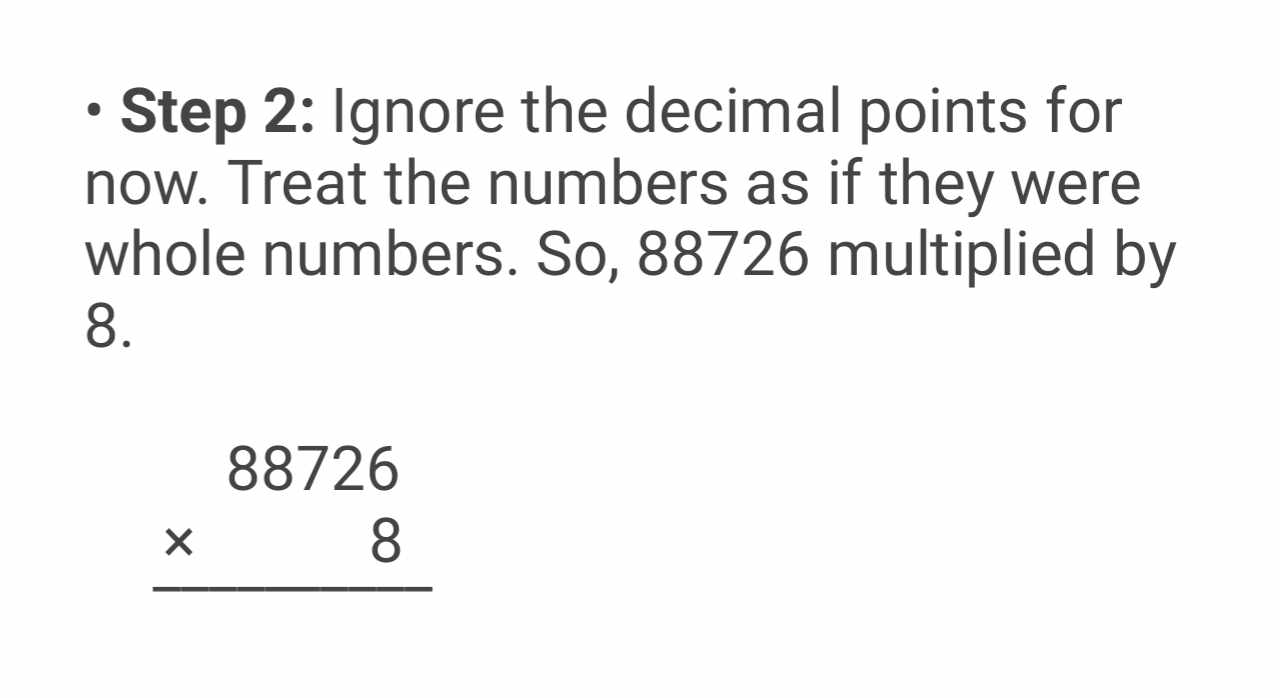 • Step 2: Ignore the decimal points for
now. Treat the numbers as if they were
whole numbers. So, 88726 multiplied by
8.
88726
× 8
__________